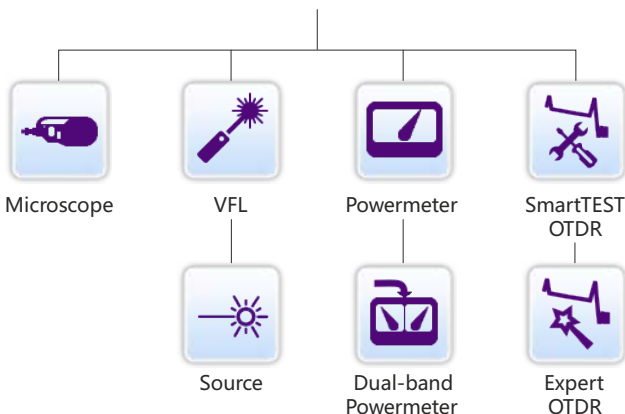 Microscope
VFL
Powermeter
SmartTEST
OTDR
Source
Dual-band
Powermeter
Expert
OTDR